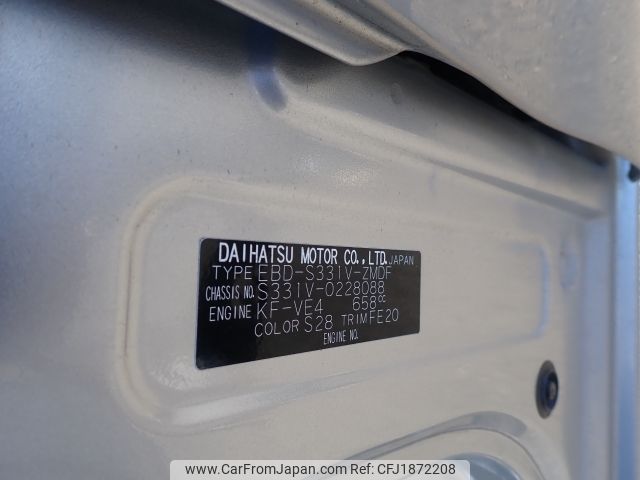 DAIHATSU MOTOR CO., LTD. JAPAN
TYPE EBD-S331V-ZMDF
CHASSIS NO. S331V-0228088
ENGINE KF-VE4 658cc
COLOR S28 TRIM FE20
ENGINE NO.
www.CarFromJapan.com REF No: CFJ1872208